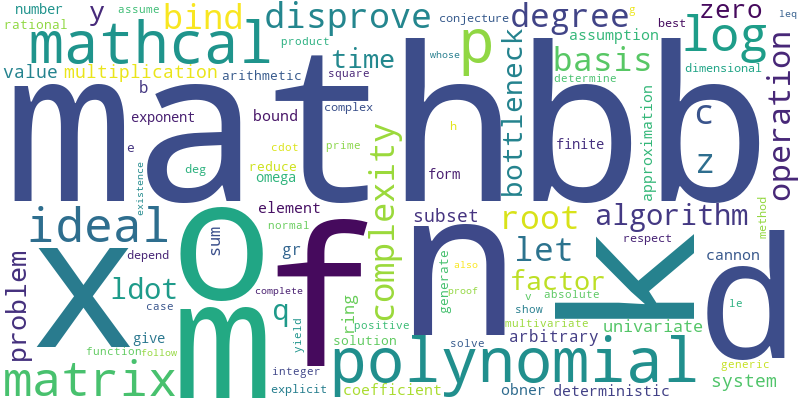 number assume y bind disprove conjecture degree g zero best leq
rational mathcal product time whose p assumption log
value multiplication arithmetic square basis dimensional
mathbb
b exponent bound complex determine bottleneck approximation c operation
e cdot prime h finite z
existence deg reduce omega form complexity
ideal o element subset root algorithm method
x sum normal f n let k respect d
problem depend gr also factor cannon
ldot q complete generate proof v absolute le
case m ring positive show multivariate univariate
give yield solution solve arbitrary
function follow polynomial generic
matrix integer explicit coefficient obner deterministic system